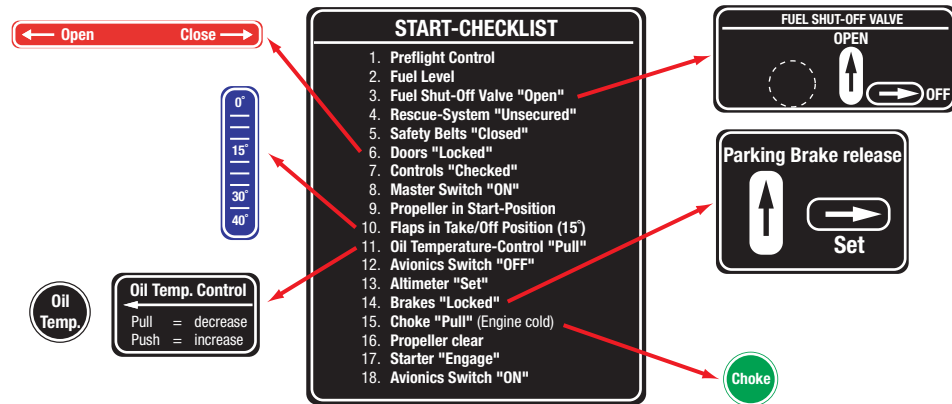 ← Open Close →
0°
15°
30°
40°
Oil
Temp.
Oil Temp. Control
Pull = decrease
Push = increase
START-CHECKLIST
1. Preflight Control
2. Fuel Level
3. Fuel Shut-Off Valve "Open"
4. Rescue-System "Unsecured"
5. Safety Belts "Closed"
6. Doors "Locked"
7. Controls "Checked"
8. Master Switch "ON"
9. Propeller in Start-Position
10. Flaps in Take/Off Position (15°)
11. Oil Temperature-Control "Pull"
12. Avionics Switch "OFF"
13. Altimeter "Set"
14. Brakes "Locked"
15. Choke "Pull" (Engine cold)
16. Propeller clear
17. Starter "Engage"
18. Avionics Switch "ON"
FUEL SHUT-OFF VALVE
OPEN
OFF
Parking Brake release
Set
Choke